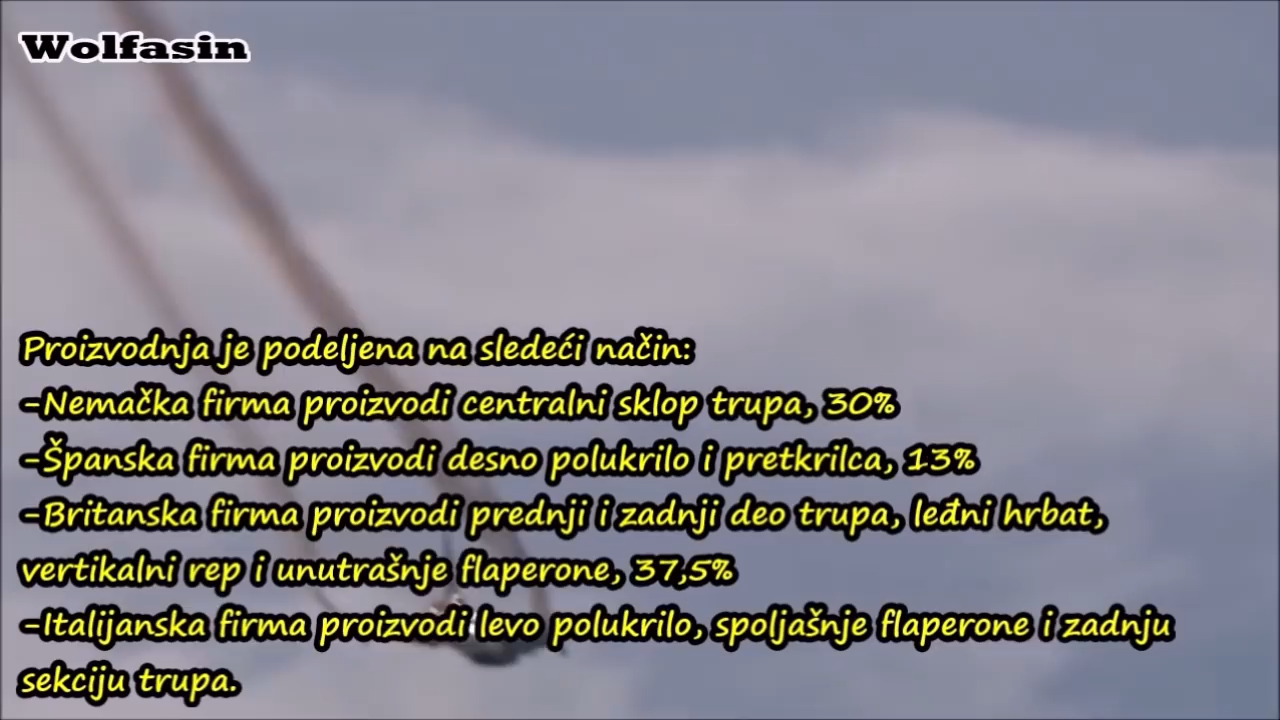 Wolfasin
Proizvodnja je podeljena na sledeći način:
-Nemačka firma proizvodi centralni sklop trupa, 30%
-Španska firma proizvodi desno polukrilo i pretkrilca, 13%
-Britanska firma proizvodi prednji i zadnji deo trupa, leđni hrbat,
vertikalni rep i unutrašnje flaperone, 37,5%
-Italijanska firma proizvodi levo polukrilo, spoljašnje flaperone i zadnju
sekciju trupa.